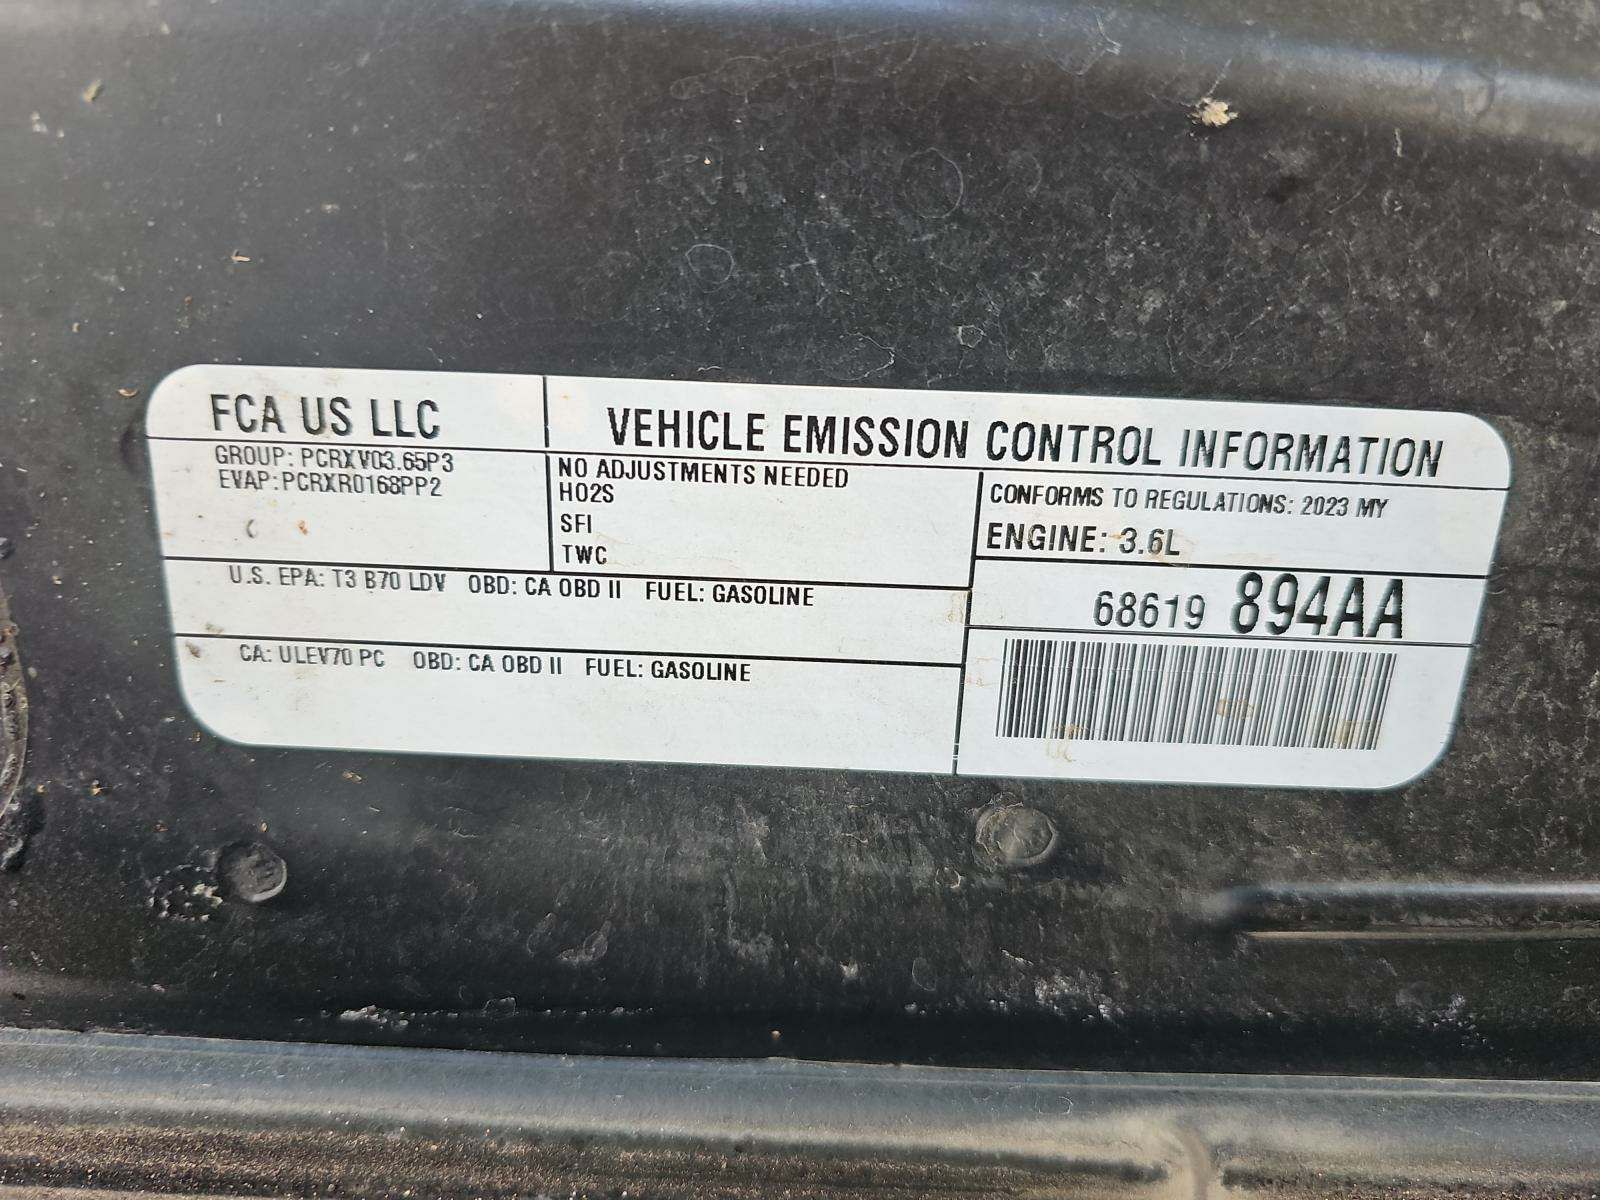 FCA US LLC
VEHICLE EMISSION CONTROL INFORMATION
GROUP: PCRXV03.65P3
EVAP:PCRXR0168PP2
NO ADJUSTMENTS NEEDED
HO2S
SFI
TWC
CONFORMS TO REGULATIONS: 2023 MY
ENGINE: 3.6L
U.S. EPA: T3 B70 LDV OBD: CA OBD II FUEL: GASOLINE
68619 894AA
CA: ULEV70 PC OBD: CA OBD II FUEL: GASOLINE